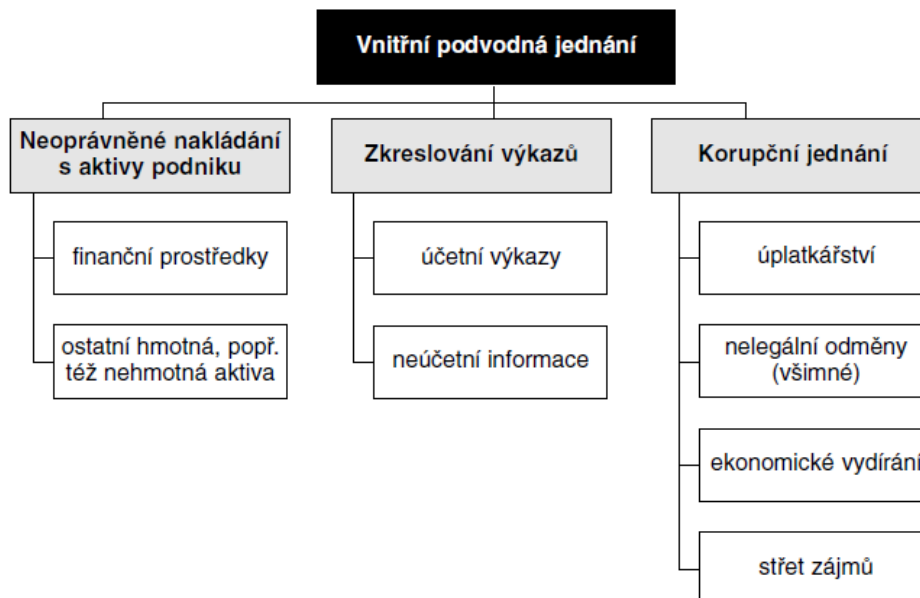 Vnitřní podvodná jednání
Neoprávněné nakládání
s aktivy podniku
finanční prostředky
ostatní hmotná, popř.
též nehmotná aktiva
Zkreslování výkazů
účetní výkazy
neúčetní informace
Korupční jednání
úplatkářství
nelegální odměny
(všimné)
ekonomické vydírání
střet zájmů